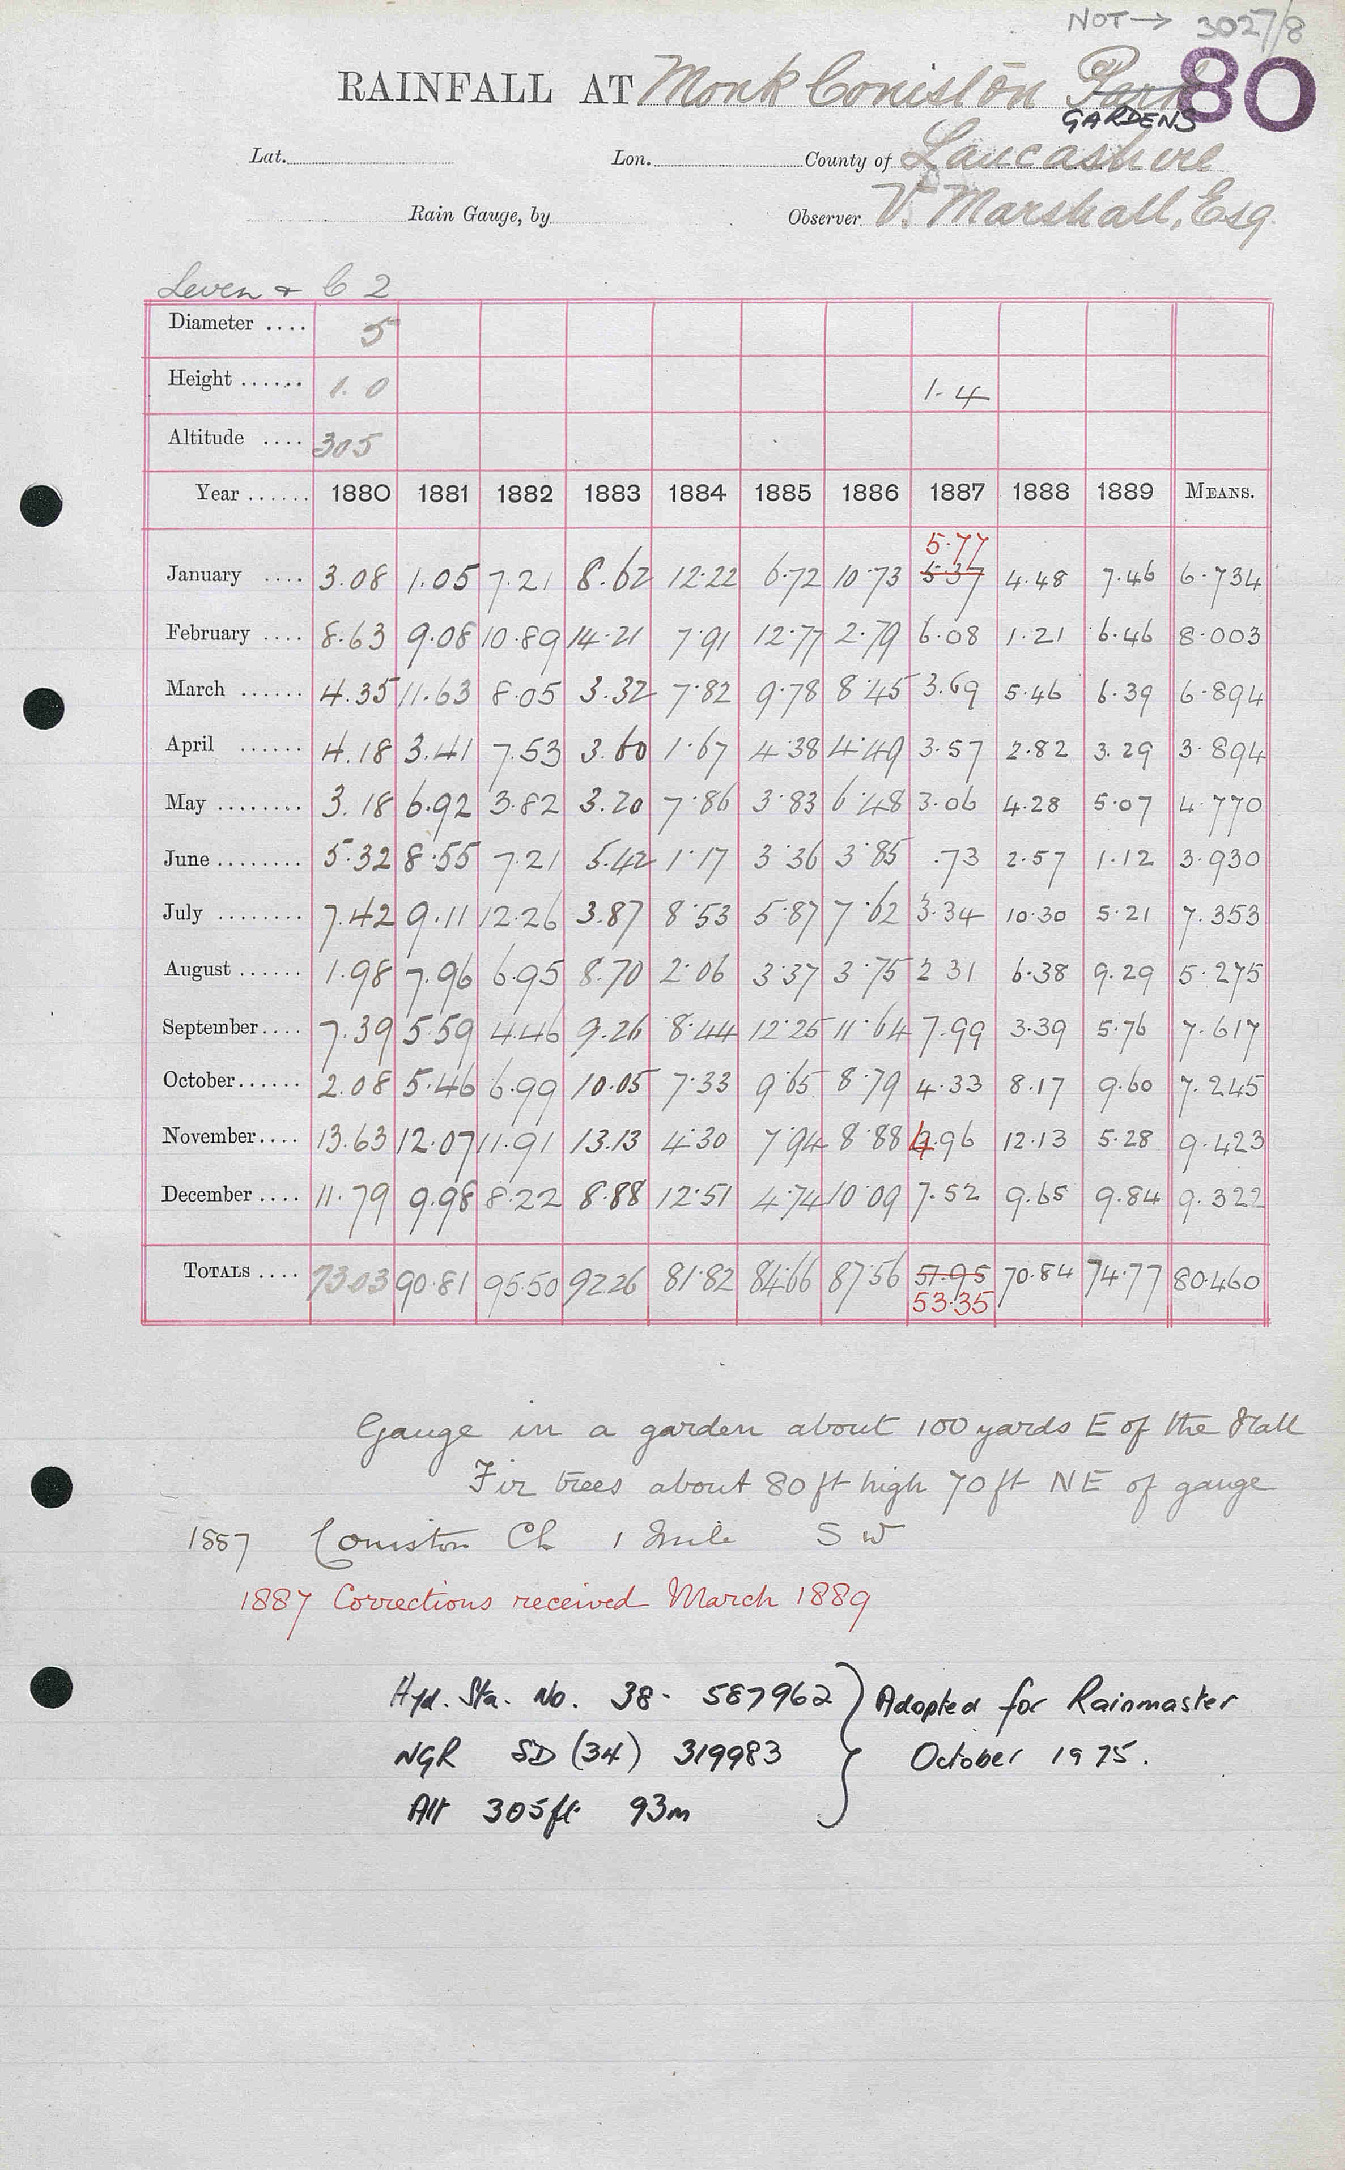 NOT → 3027/8
RAINFALL AT Monk Coniston Park 80
GARDENS
Lat. Lon. County of Lancashire
Rain Gauge, by Observer V. Marshall, Esq.
Leven & C 2
Diameter .... 5
Height ...... 1.0 1.4
Altitude .... 305
Year ...... 1880 1881 1882 1883 1884 1885 1886 1887 1888 1889 MEANS.
5.77
January .... 3.08 1.05 7.21 8.62 12.22 6.72 10.73 5.37 4.48 7.46 6.734
February .... 8.63 9.08 10.89 14.21 7.91 12.77 2.79 6.08 1.21 6.46 8.003
March ...... 4.35 11.63 8.05 3.32 7.82 9.78 8.45 3.69 5.46 6.39 6.894
April ...... 4.18 3.41 7.53 3.60 1.67 4.38 4.49 3.57 2.82 3.29 3.894
May ........ 3.18 6.92 3.82 3.20 7.86 3.83 6.48 3.06 4.28 5.07 4.770
June ........ 5.32 8.55 7.21 5.42 1.17 3.36 3.85 .73 2.57 1.12 3.930
July ........ 7.42 9.11 12.26 3.87 8.53 5.87 7.62 3.34 10.30 5.21 7.353
August ...... 1.98 7.96 6.95 8.70 2.06 3.37 3.75 2.31 6.38 9.29 5.275
September .... 7.39 5.59 4.46 9.26 8.44 12.25 11.64 7.99 3.39 5.76 7.617
October ...... 2.08 5.46 6.99 10.05 7.33 9.65 8.79 4.33 8.17 9.60 7.245
November .... 13.63 12.07 11.91 13.13 4.30 7.94 8.88 4.96 12.13 5.28 9.423
December .... 11.79 9.98 8.22 8.88 12.51 4.74 10.09 7.52 9.65 9.84 9.322
TOTALS .... 73.03 90.81 95.50 92.26 81.82 84.66 87.56 57.95 70.84 74.77 80.460
53.35
Gauge in a garden about 100 yards E of the Hall
Fir trees about 80 ft high 70 ft NE of gauge
1887 Coniston Ch 1 Mile SW
1887 Corrections received March 1889
Hyd. Sta. No. 38. 587962 } Adopted for Rainmaster
NGR SD (34) 319983 October 1975.
Alt 305ft. 93m